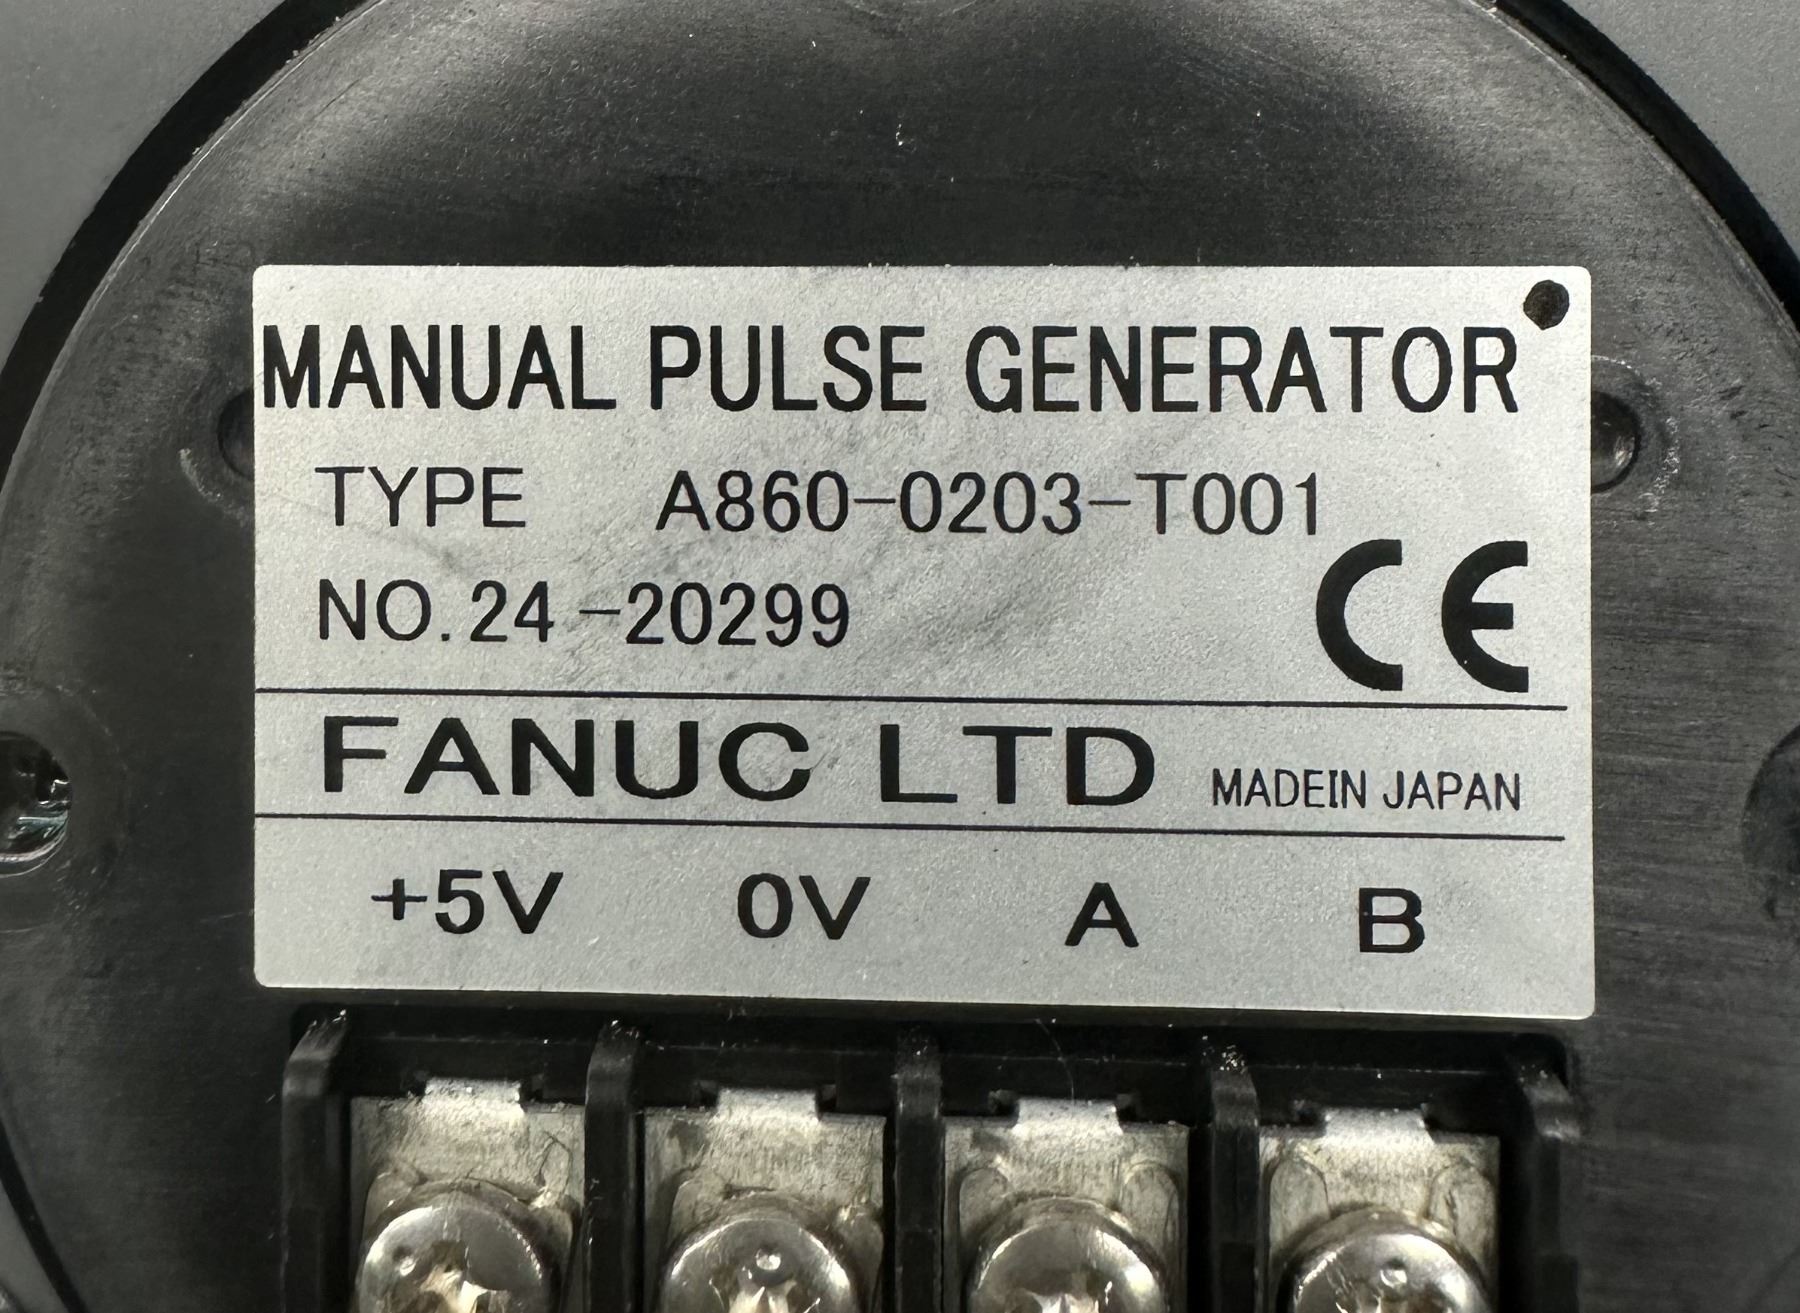 MANUAL PULSE GENERATOR
TYPE A860-0203-T001
NO.24-20299
CE
FANUC LTD MADEIN JAPAN
+5V 0V A B